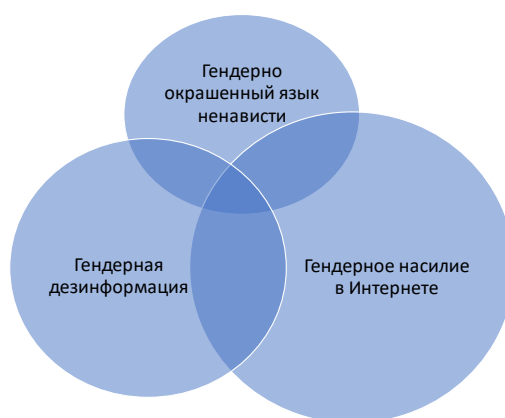 Гендерно
окрашенный язык
ненависти
Гендерная
дезинформация
Гендерное насилие
в Интернете